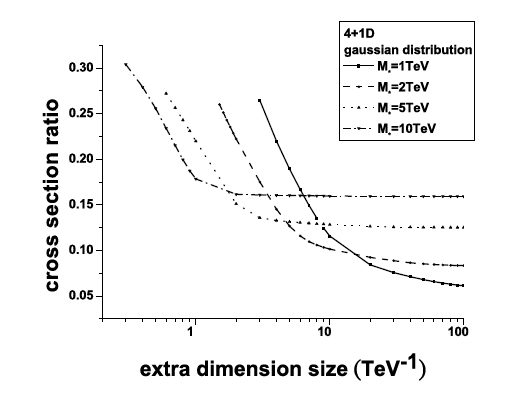 4+1D
gaussian distribution
M*=1TeV
M*=2TeV
M*=5TeV
M*=10TeV
cross section ratio
0.30
0.25
0.20
0.15
0.10
0.05
1
10
100
extra dimension size (TeV⁻¹)